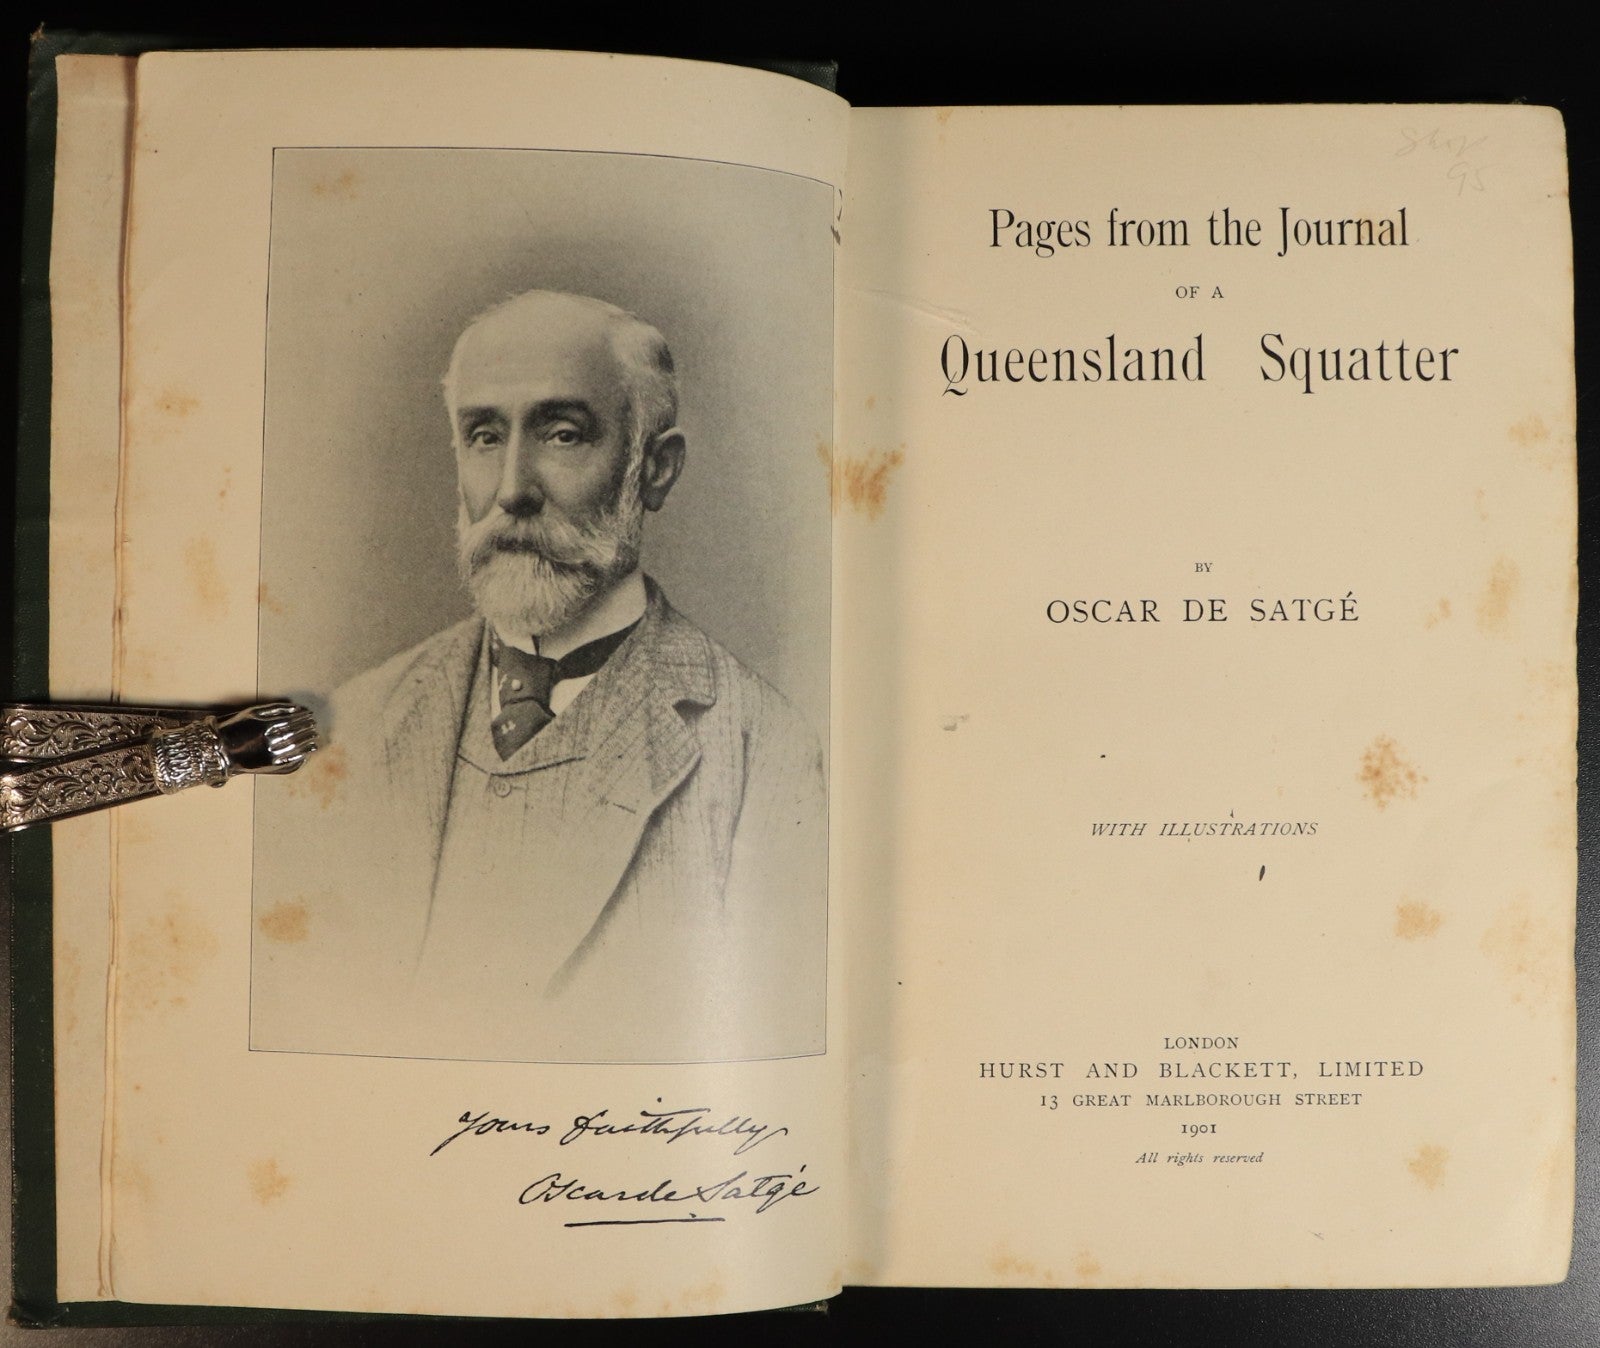 Yours Faithfully
Oscar de Satgé
95
Pages from the Journal
OF A
Queensland Squatter
BY
OSCAR DE SATGÉ
WITH ILLUSTRATIONS
LONDON
HURST AND BLACKETT, LIMITED
13 GREAT MARLBOROUGH STREET
1901
All rights reserved